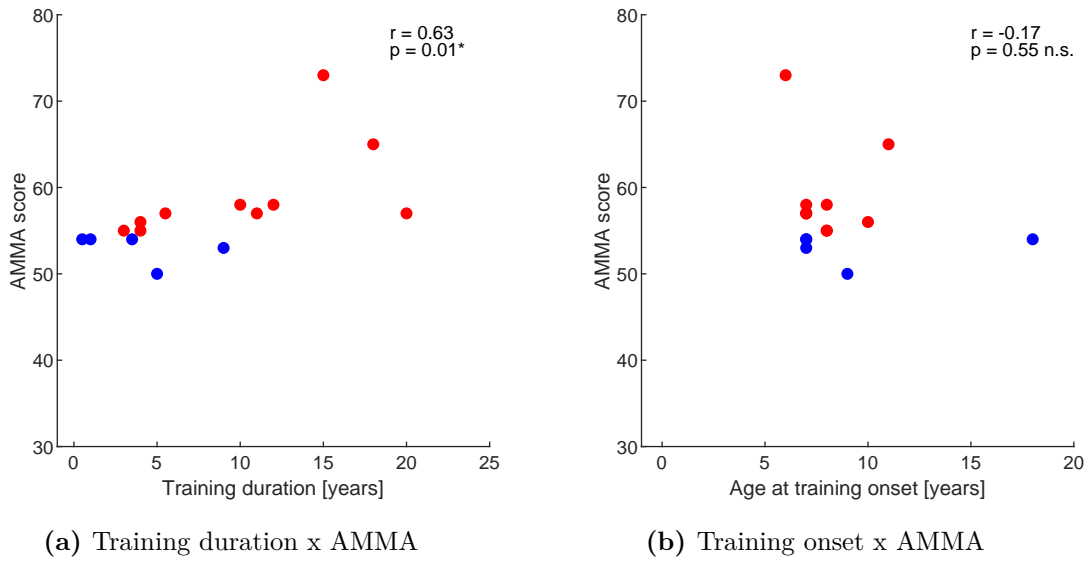 80
70
60
50
40
30
AMMA score
0 5 10 15 20 25
Training duration [years]
r = 0.63
p = 0.01*
(a) Training duration x AMMA
80
70
60
50
40
30
AMMA score
0 5 10 15 20
Age at training onset [years]
r = -0.17
p = 0.55 n.s.
(b) Training onset x AMMA